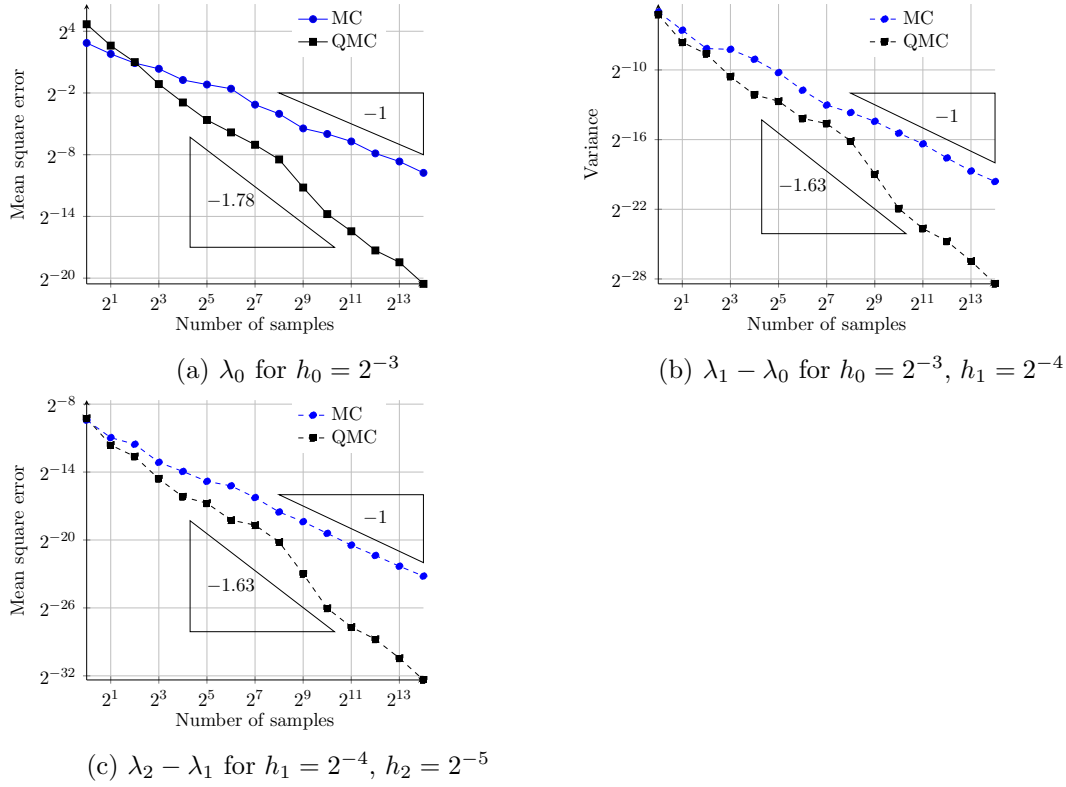 2^4
2^{-2}
2^{-8}
2^{-14}
2^{-20}
Mean square error
MC
QMC
−1
−1.78
2^1 2^3 2^5 2^7 2^9 2^{11} 2^{13}
Number of samples
(a) λ_0 for h_0 = 2^{-3}
2^{-10}
2^{-16}
2^{-22}
2^{-28}
Variance
MC
QMC
−1
−1.63
2^1 2^3 2^5 2^7 2^9 2^{11} 2^{13}
Number of samples
(b) λ_1 − λ_0 for h_0 = 2^{-3}, h_1 = 2^{-4}
2^{-8}
2^{-14}
2^{-20}
2^{-26}
2^{-32}
Mean square error
MC
QMC
−1
−1.63
2^1 2^3 2^5 2^7 2^9 2^{11} 2^{13}
Number of samples
(c) λ_2 − λ_1 for h_1 = 2^{-4}, h_2 = 2^{-5}